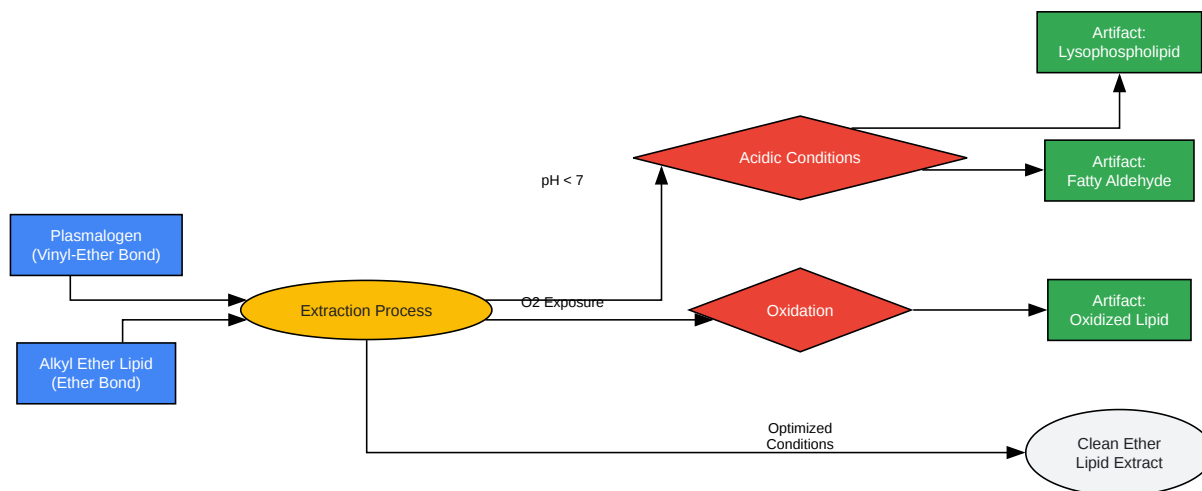 Artifact:
Lysophospholipid
Acidic Conditions
Artifact:
Fatty Aldehyde
pH < 7
Plasmalogen
(Vinyl-Ether Bond)
O2 Exposure
Extraction Process
Oxidation
Artifact:
Oxidized Lipid
Alkyl Ether Lipid
(Ether Bond)
Optimized
Conditions
Clean Ether
Lipid Extract